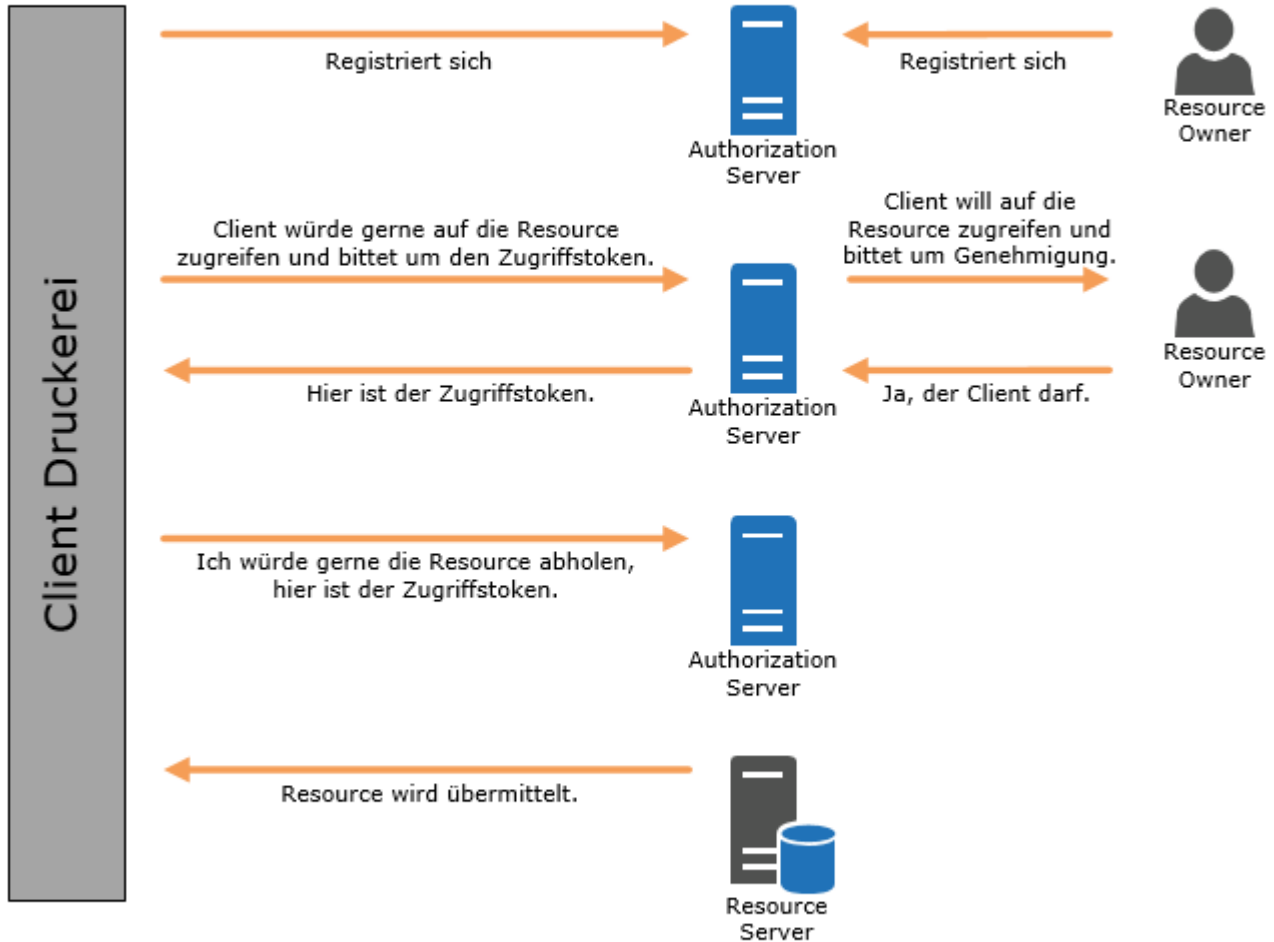 Registriert sich
Registriert sich
Resource
Owner
Authorization
Server
Client würde gerne auf die Resource
zugreifen und bittet um den Zugriffstoken.
Client will auf die
Resource zugreifen und
bittet um Genehmigung.
Hier ist der Zugriffstoken.
Authorization
Server
Ja, der Client darf.
Resource
Owner
Client Druckerei
Ich würde gerne die Resource abholen,
hier ist der Zugriffstoken.
Authorization
Server
Resource wird übermittelt.
Resource
Server